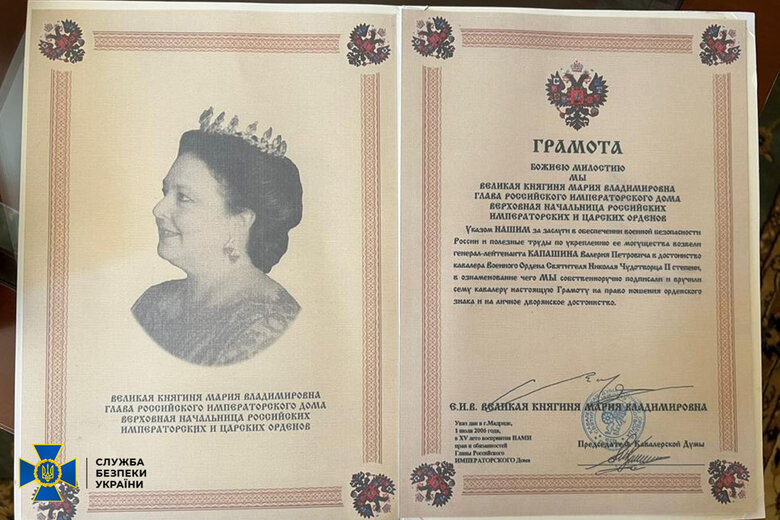 ВЕЛИКАЯ КНЯГИНЯ МАРИЯ ВЛАДИМИРОВНА
ГЛАВА РОССИЙСКОГО ИМПЕРАТОРСКОГО ДОМА
ВЕРХОВНАЯ НАЧАЛЬНИЦА РОССИЙСКИХ
ИМПЕРАТОРСКИХ И ЦАРСКИХ ОРДЕНОВ
СЛУЖБА
БЕЗПЕКИ
УКРАЇНИ
ГРАМОТА
БОЖИЕЮ МИЛОСТИЮ
МЫ
ВЕЛИКАЯ КНЯГИНЯ МАРИЯ ВЛАДИМИРОВНА
ГЛАВА РОССИЙСКОГО ИМПЕРАТОРСКОГО ДОМА
ВЕРХОВНАЯ НАЧАЛЬНИЦА РОССИЙСКИХ
ИМПЕРАТОРСКИХ И ЦАРСКИХ ОРДЕНОВ
Указом НАШИМ за заслуги в обеспечении военной безопасности
России и полезные труды по укреплению ее могущества возвели
генерал-лейтенанта КАПАШИНА Валерия Петровича в достоинство
кавалера Военного Ордена Святителя Николая Чудотворца II степени,
в ознаменование чего МЫ собственноручно подписали и вручили
сему кавалеру настоящую Грамоту на право ношения орденского
знака и на личное дворянское достоинство.
Е.И.В. ВЕЛИКАЯ КНЯГИНЯ МАРИЯ ВЛАДИМИРОВНА
Указ дан в г.Мадриде,
1 июля 2006 года,
в XV лето восприятия НАМИ
прав и обязанностей
Главы Российского
ИМПЕРАТОРСКОГО Дома
Председатель Кавалерской Думы